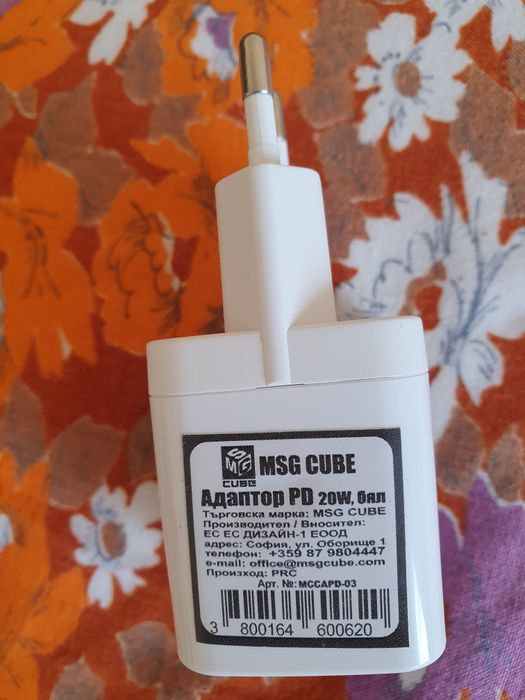 MSG
CUBE
MSG CUBE
Адаптор PD 20W, бял
Търговска марка: MSG CUBE
Производител / Вносител:
ЕС ЕС ДИЗАЙН-1 ЕООД
адрес: София, ул. Оборище 1
телефон: +359 87 9804447
e-mail: office@msgcube.com
Произход: PRC
Арт. №: MCCAPD-03
3 800164 600620